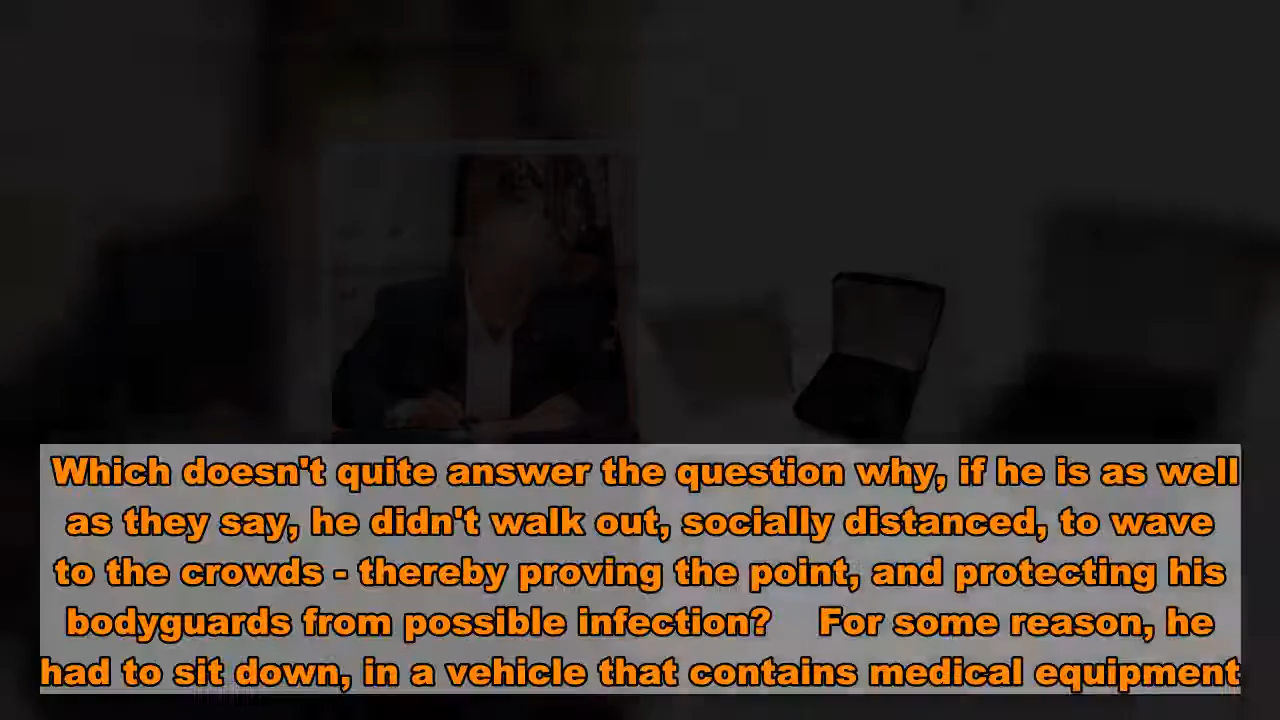 Which doesn't quite answer the question why, if he is as well
as they say, he didn't walk out, socially distanced, to wave
to the crowds - thereby proving the point, and protecting his
bodyguards from possible infection? For some reason, he
had to sit down, in a vehicle that contains medical equipment